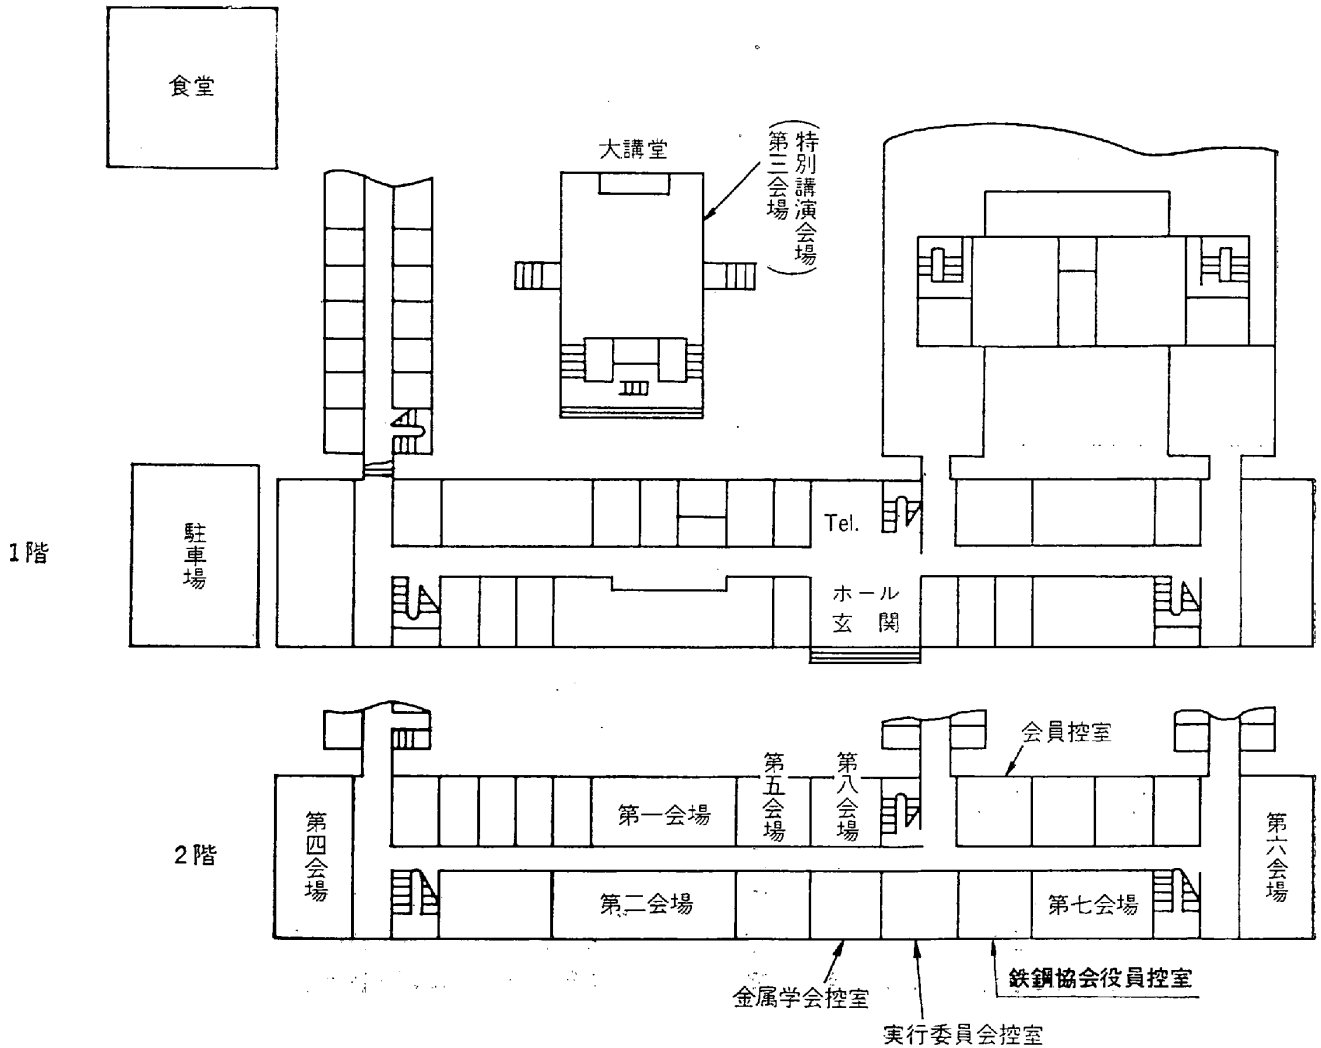 食堂
大講堂
(特別講演会場
第三会場)
1階
駐車場
Tel.
ホール
玄関
2階
会員控室
第四会場
第一会場
第五会場
第八会場
第六会場
第二会場
第七会場
金属学会控室
実行委員会控室
鉄鋼協会役員控室